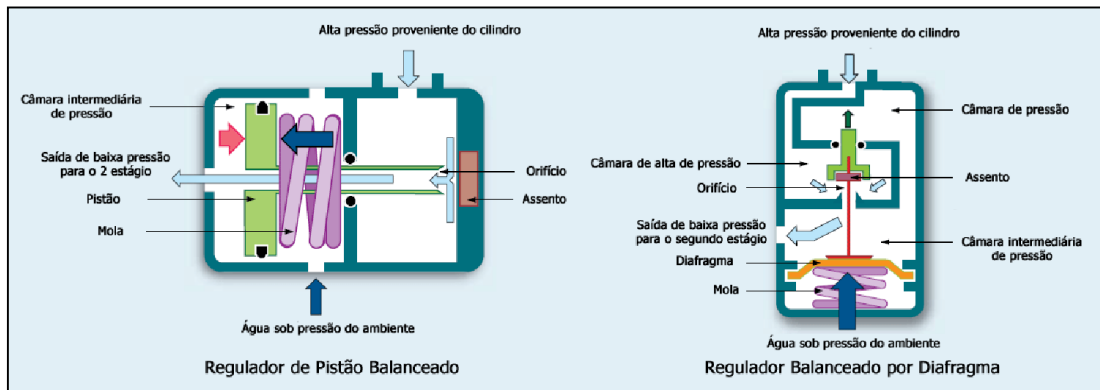 Alta pressão proveniente do cilindro
Câmara intermediária
de pressão
Saída de baixa pressão
para o 2 estágio
Pistão
Mola
Orifício
Assento
Água sob pressão do ambiente
Regulador de Pistão Balanceado
Alta pressão proveniente do cilindro
Câmara de pressão
Câmara de alta de pressão
Assento
Orifício
Saída de baixa pressão
para o segundo estágio
Câmara intermediária de
pressão
Diafragma
Mola
Água sob pressão do ambiente
Regulador Balanceado por Diafragma